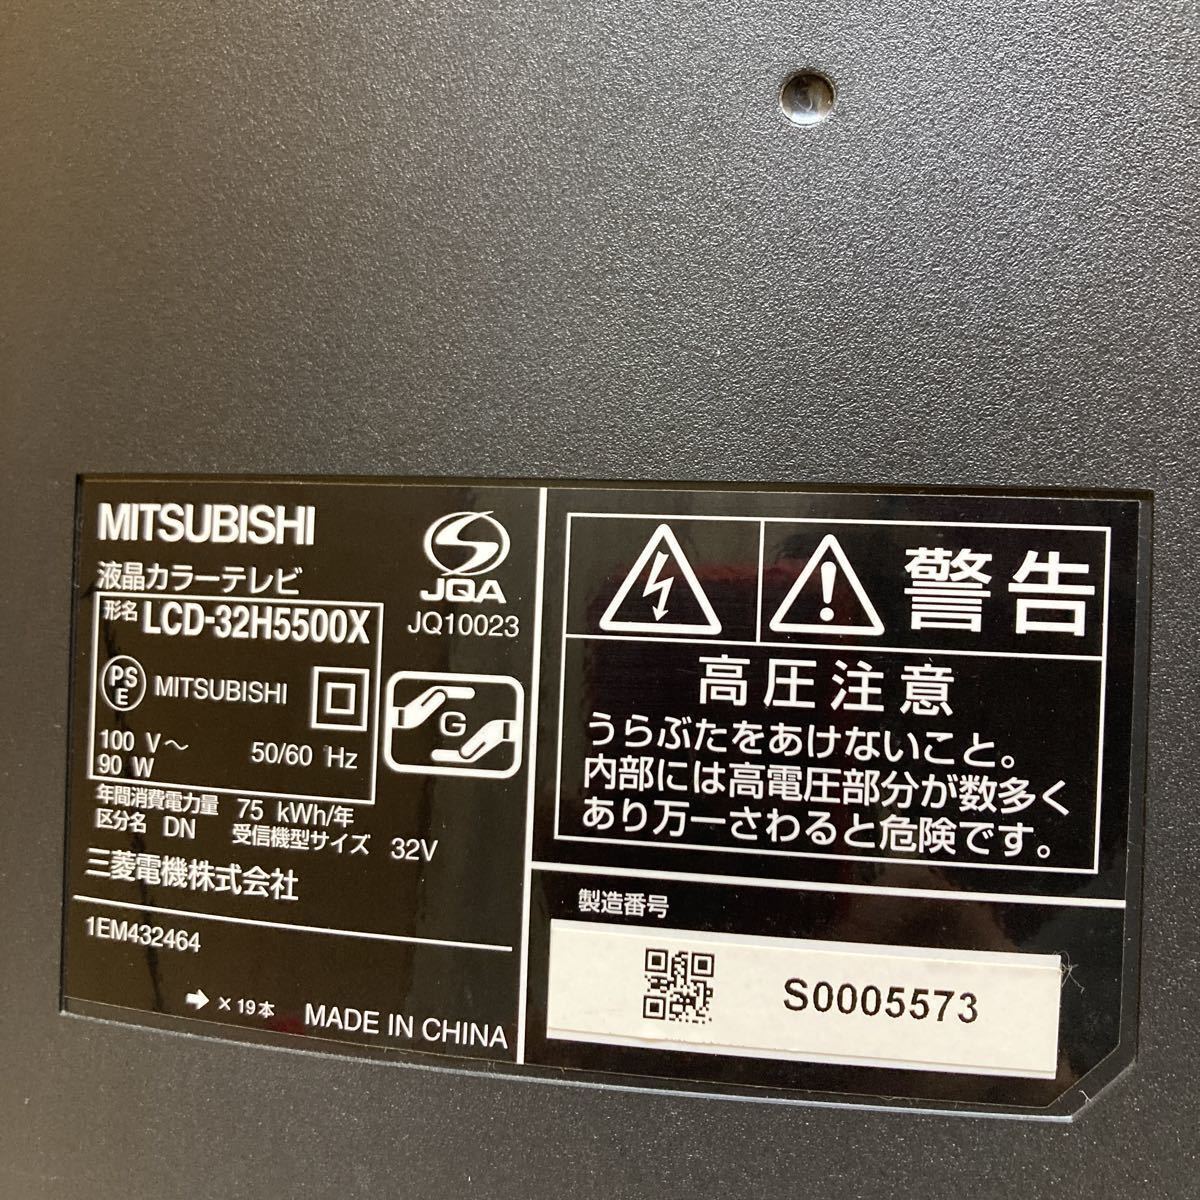 MITSUBISHI
液晶カラーテレビ
JQA
JQ10023
形名 LCD-32H5500X
PS
E
MITSUBISHI
100 V～ 50/60 Hz
90 W
G
年間消費電力量 75 kWh/年
区分名 DN 受信機型サイズ 32V
三菱電機株式会社
1EM432464
➡ × 19本 MADE IN CHINA
警告
高圧注意
うらぶたをあけないこと。
内部には高電圧部分が数多く
あり万一さわると危険です。
製造番号
S0005573